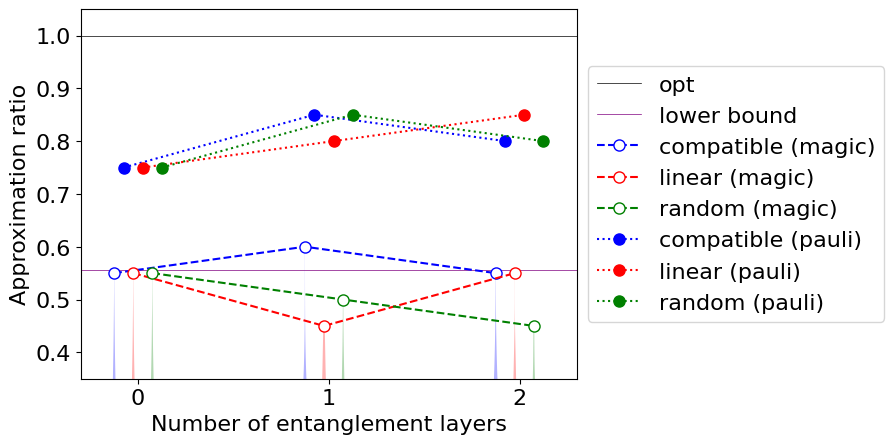 1.0
0.9
0.8
0.7
0.6
0.5
0.4
Approximation ratio
0 1 2
Number of entanglement layers
opt
lower bound
compatible (magic)
linear (magic)
random (magic)
compatible (pauli)
linear (pauli)
random (pauli)